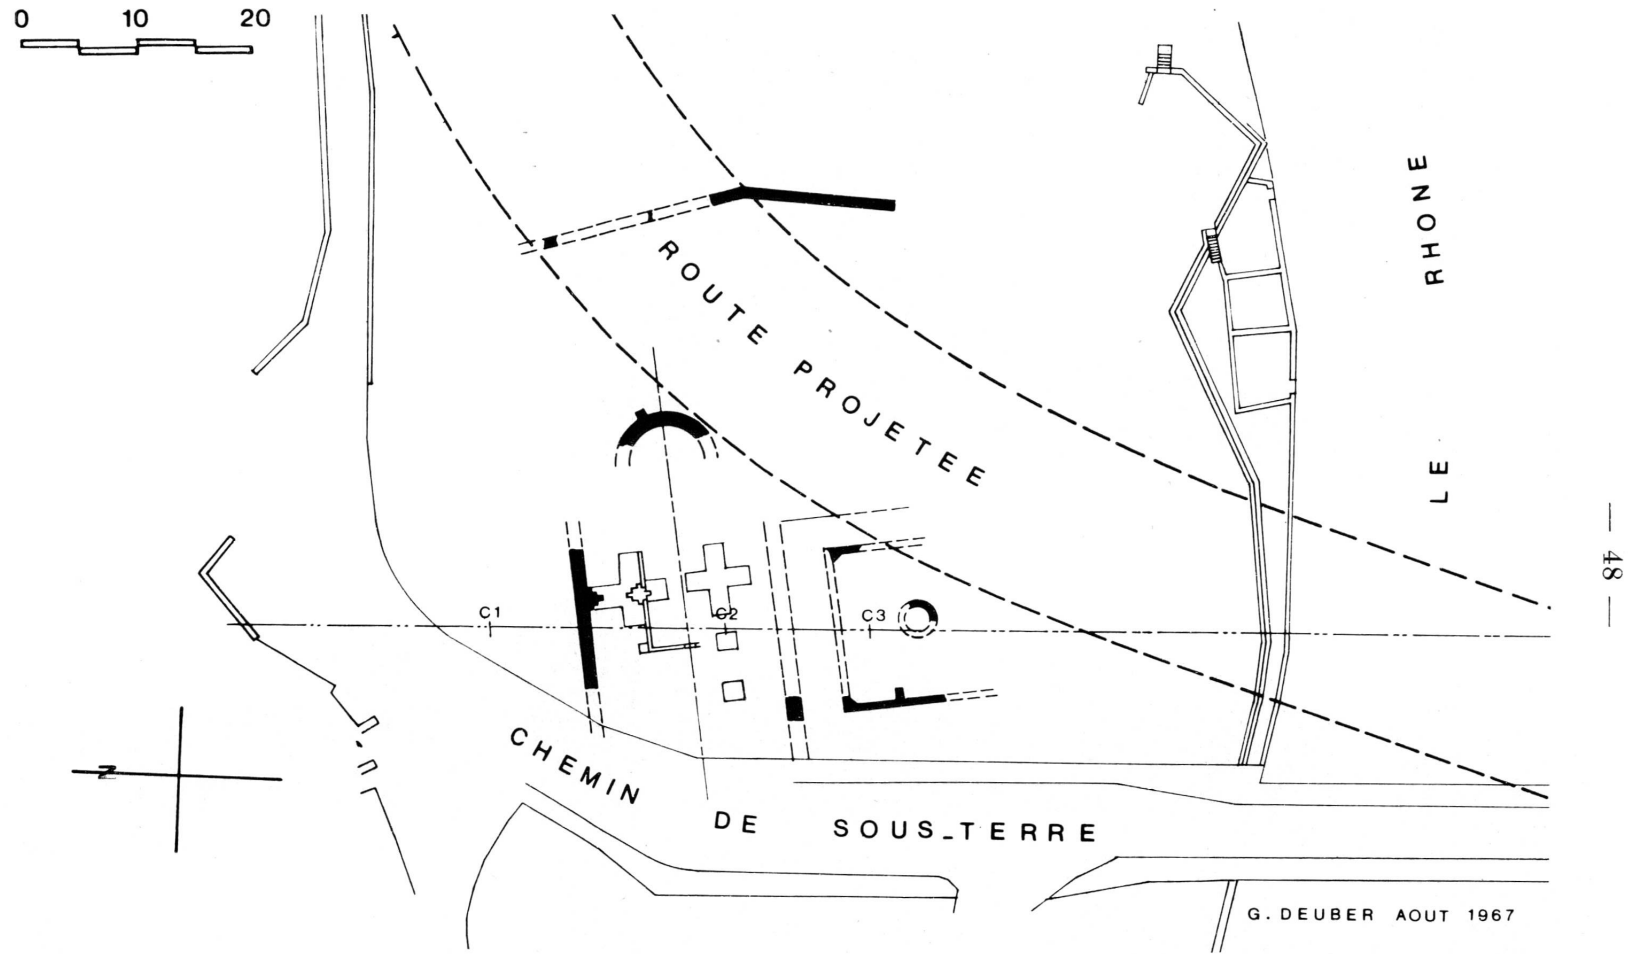 0 10 20
LE RHONE
ROUTE PROJETEE
C1 C2 C3
— 48 —
N
CHEMIN DE SOUS-TERRE
G. DEUBER AOUT 1967